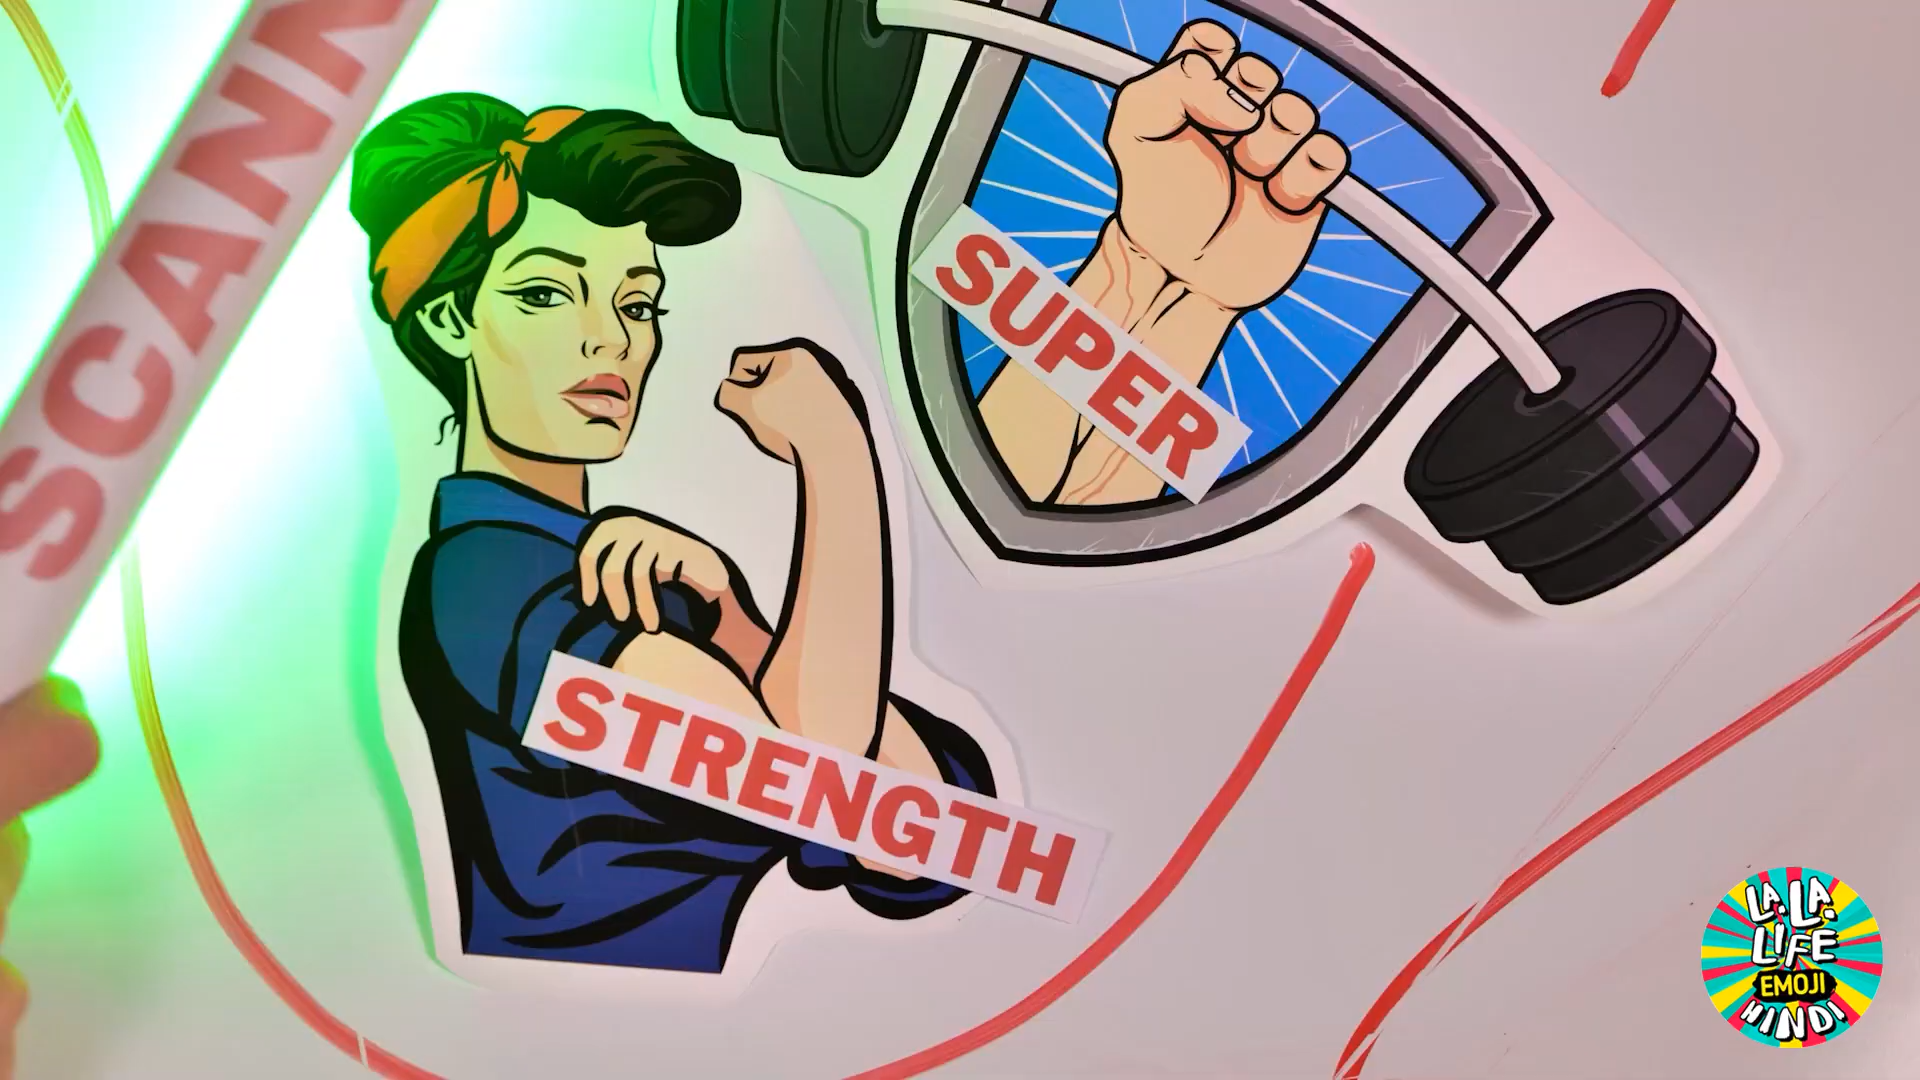 SCANN
SUPER
STRENGTH
LA.LA.
LIFE
EMOJI
HINDI